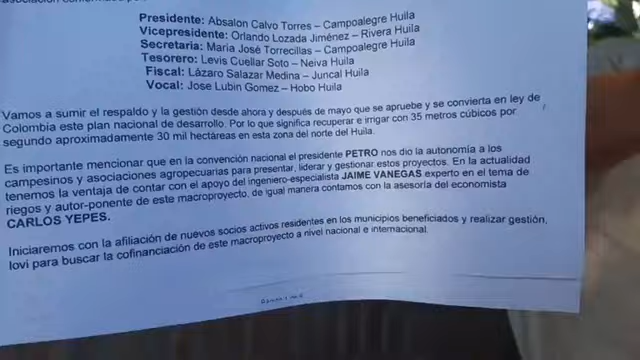 Presidente: Absalon Calvo Torres – Campoalegre Huila
Vicepresidente: Orlando Lozada Jiménez – Rivera Huila
Secretaria: Maria José Torrecillas – Campoalegre Huila
Tesorero: Levis Cuellar Soto – Neiva Huila
Fiscal: Lázaro Salazar Medina – Juncal Huila
Vocal: Jose Lubin Gomez – Hobo Huila
Vamos a sumir el respaldo y la gestión desde ahora y después de mayo que se apruebe y se convierta en ley de
Colombia este plan nacional de desarrollo. Por lo que significa recuperar e irrigar con 35 metros cúbicos por
segundo aproximadamente 30 mil hectáreas en esta zona del norte del Huila.
Es importante mencionar que en la convención nacional el presidente PETRO nos dio la autonomía a los
campesinos y asociaciones agropecuarias para presentar, liderar y gestionar estos proyectos. En la actualidad
tenemos la ventaja de contar con el apoyo del ingeniero-especialista JAIME VANEGAS experto en el tema de
riegos y autor-ponente de este macroproyecto, de igual manera contamos con la asesoría del economista
CARLOS YEPES.
Iniciaremos con la afiliación de nuevos socios activos residentes en los municipios beneficiados y realizar gestión,
lovi para buscar la cofinanciación de este macroproyecto a nivel nacional e internacional.